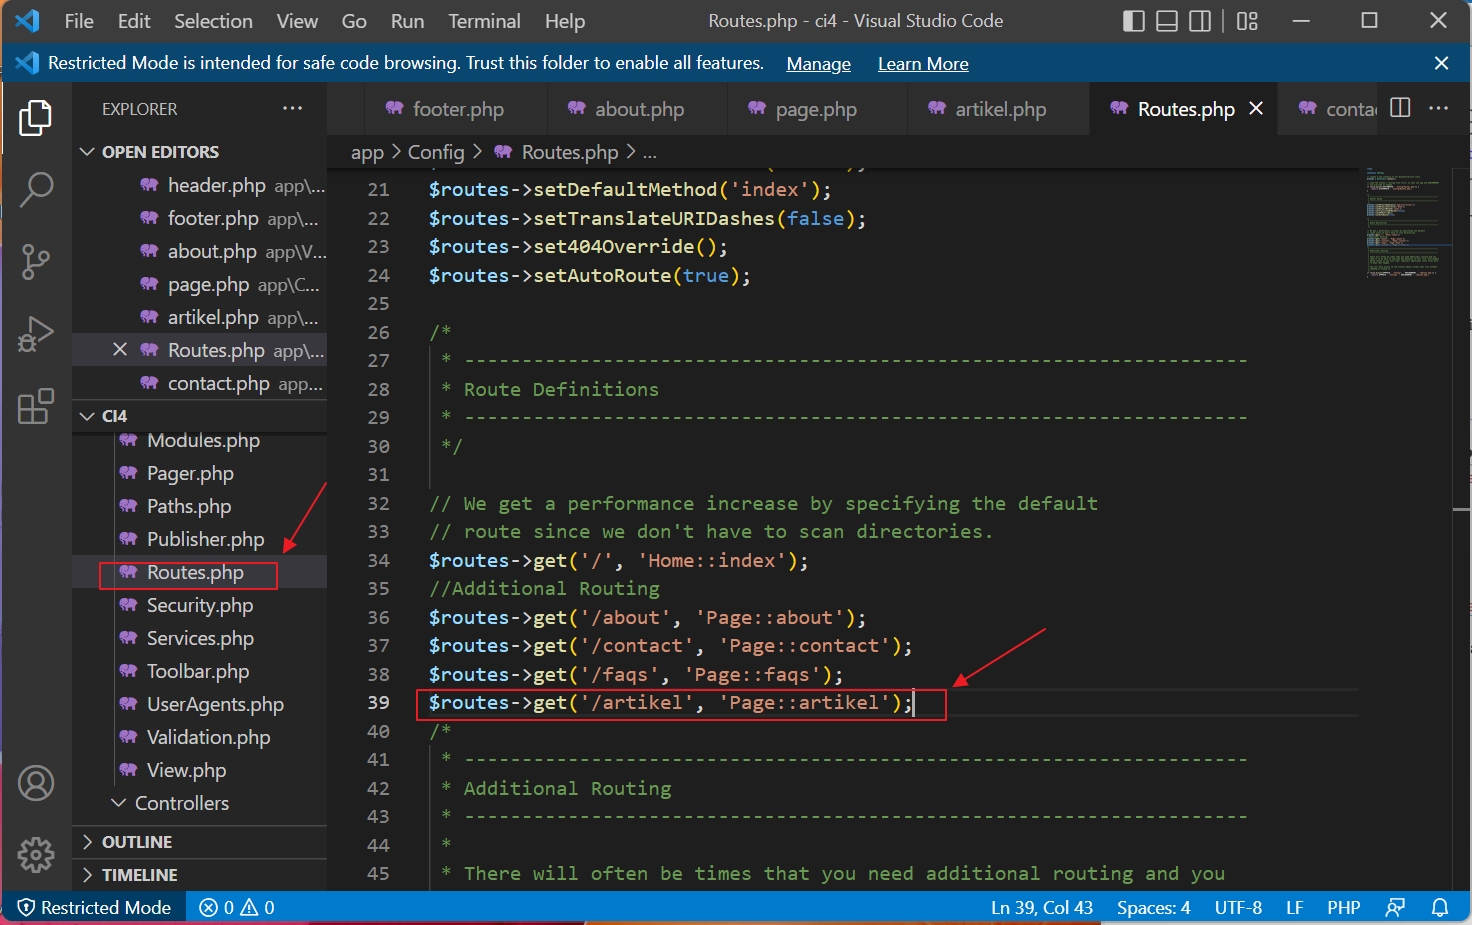 File Edit Selection View Go Run Terminal Help Routes.php - ci4 - Visual Studio Code
Restricted Mode is intended for safe code browsing. Trust this folder to enable all features. Manage Learn More
EXPLORER
footer.php about.php page.php artikel.php Routes.php conta
app > Config > Routes.php > ...
OPEN EDITORS
header.php app\...
footer.php app\...
about.php app\V...
page.php app\C...
artikel.php app\...
Routes.php app\...
contact.php app...
CI4
Modules.php
Pager.php
Paths.php
Publisher.php
Routes.php
Security.php
Services.php
Toolbar.php
UserAgents.php
Validation.php
View.php
Controllers
OUTLINE
TIMELINE
21 $routes->setDefaultMethod('index');
22 $routes->setTranslateURIDashes(false);
23 $routes->set404Override();
24 $routes->setAutoRoute(true);
25
26 /*
27 * --------------------------------------------------------------------
28 * Route Definitions
29 * --------------------------------------------------------------------
30 */
31
32 // We get a performance increase by specifying the default
33 // route since we don't have to scan directories.
34 $routes->get('/', 'Home::index');
35 //Additional Routing
36 $routes->get('/about', 'Page::about');
37 $routes->get('/contact', 'Page::contact');
38 $routes->get('/faqs', 'Page::faqs');
39 $routes->get('/artikel', 'Page::artikel');
40 /*
41 * --------------------------------------------------------------------
42 * Additional Routing
43 * --------------------------------------------------------------------
44 *
45 * There will often be times that you need additional routing and you
Restricted Mode 0 0 Ln 39, Col 43 Spaces: 4 UTF-8 LF PHP